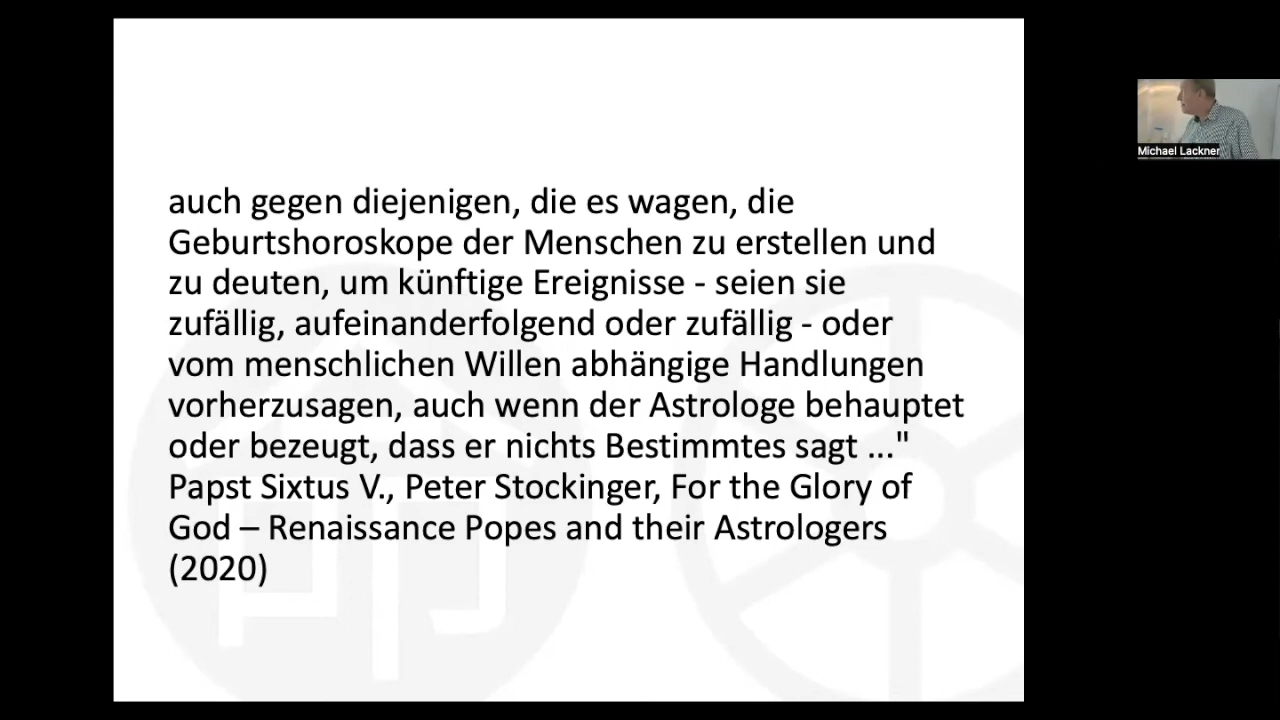 auch gegen diejenigen, die es wagen, die
Geburtshoroskope der Menschen zu erstellen und
zu deuten, um künftige Ereignisse - seien sie
zufällig, aufeinanderfolgend oder zufällig - oder
vom menschlichen Willen abhängige Handlungen
vorherzusagen, auch wenn der Astrologe behauptet
oder bezeugt, dass er nichts Bestimmtes sagt ..."
Papst Sixtus V., Peter Stockinger, For the Glory of
God – Renaissance Popes and their Astrologers
(2020)
Michael Lackner